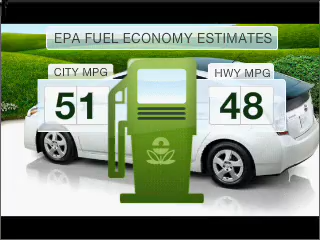 EPA FUEL ECONOMY ESTIMATES
CITY MPG
HWY MPG
51
48